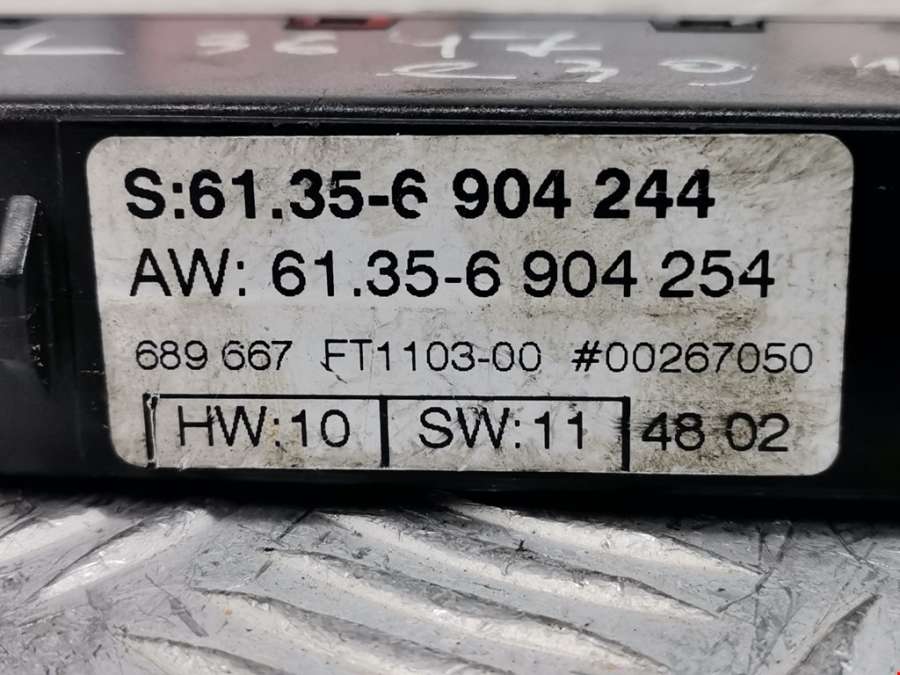 S:61.35-6 904 244
AW: 61.35-6 904 254
689 667 FT1103-00 #00267050
HW:10 SW:11 48 02